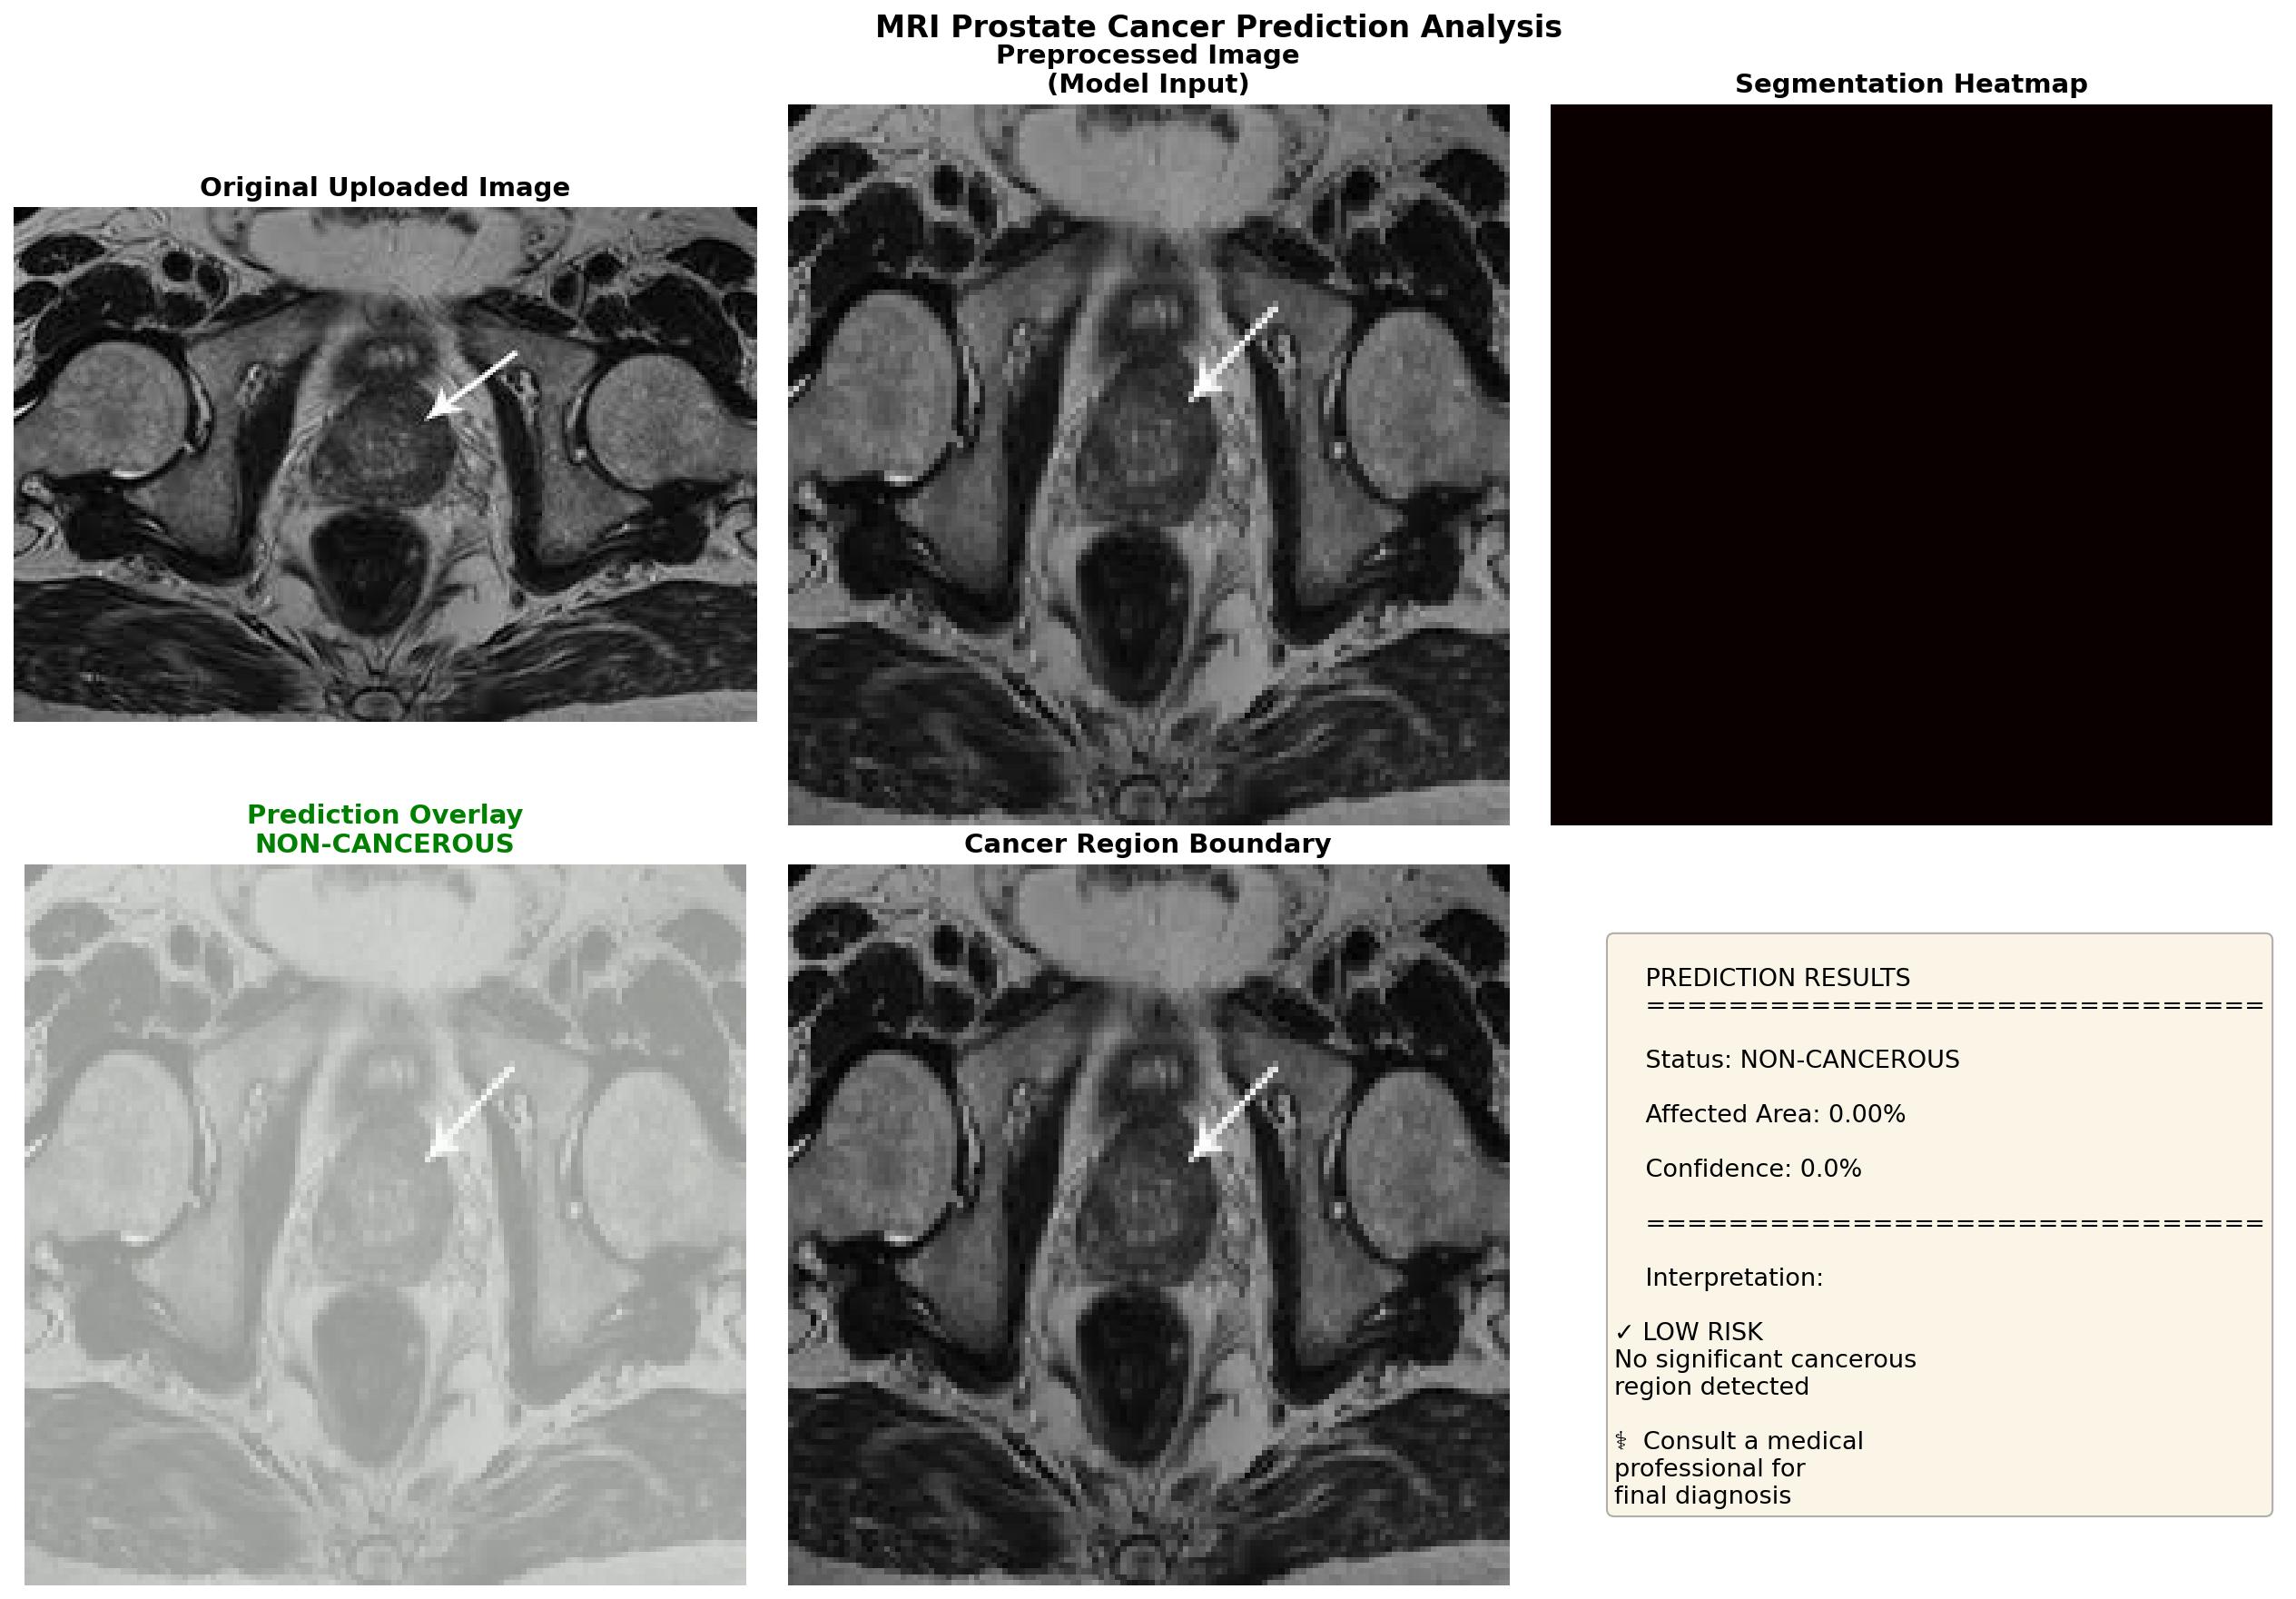 MRI Prostate Cancer Prediction Analysis
Preprocessed Image
(Model Input)
Segmentation Heatmap
Original Uploaded Image
Prediction Overlay
NON-CANCEROUS
Cancer Region Boundary
PREDICTION RESULTS
==============================
Status: NON-CANCEROUS
Affected Area: 0.00%
Confidence: 0.0%
==============================
Interpretation:
✓ LOW RISK
No significant cancerous
region detected
⚕ Consult a medical
professional for
final diagnosis